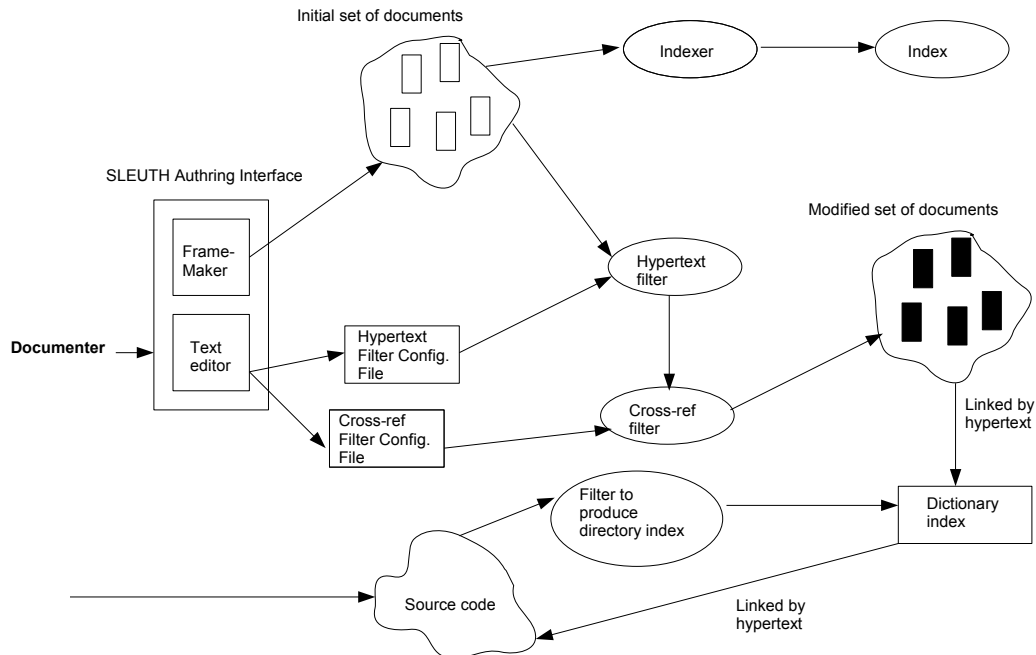 Initial set of documents
Indexer
Index
SLEUTH Authring Interface
Frame-
Maker
Text
editor
Documenter
Hypertext
Filter Config.
File
Cross-ref
Filter Config.
File
Hypertext
filter
Cross-ref
filter
Modified set of documents
Linked by
hypertext
Filter to
produce
directory index
Dictionary
index
Source code
Linked by
hypertext